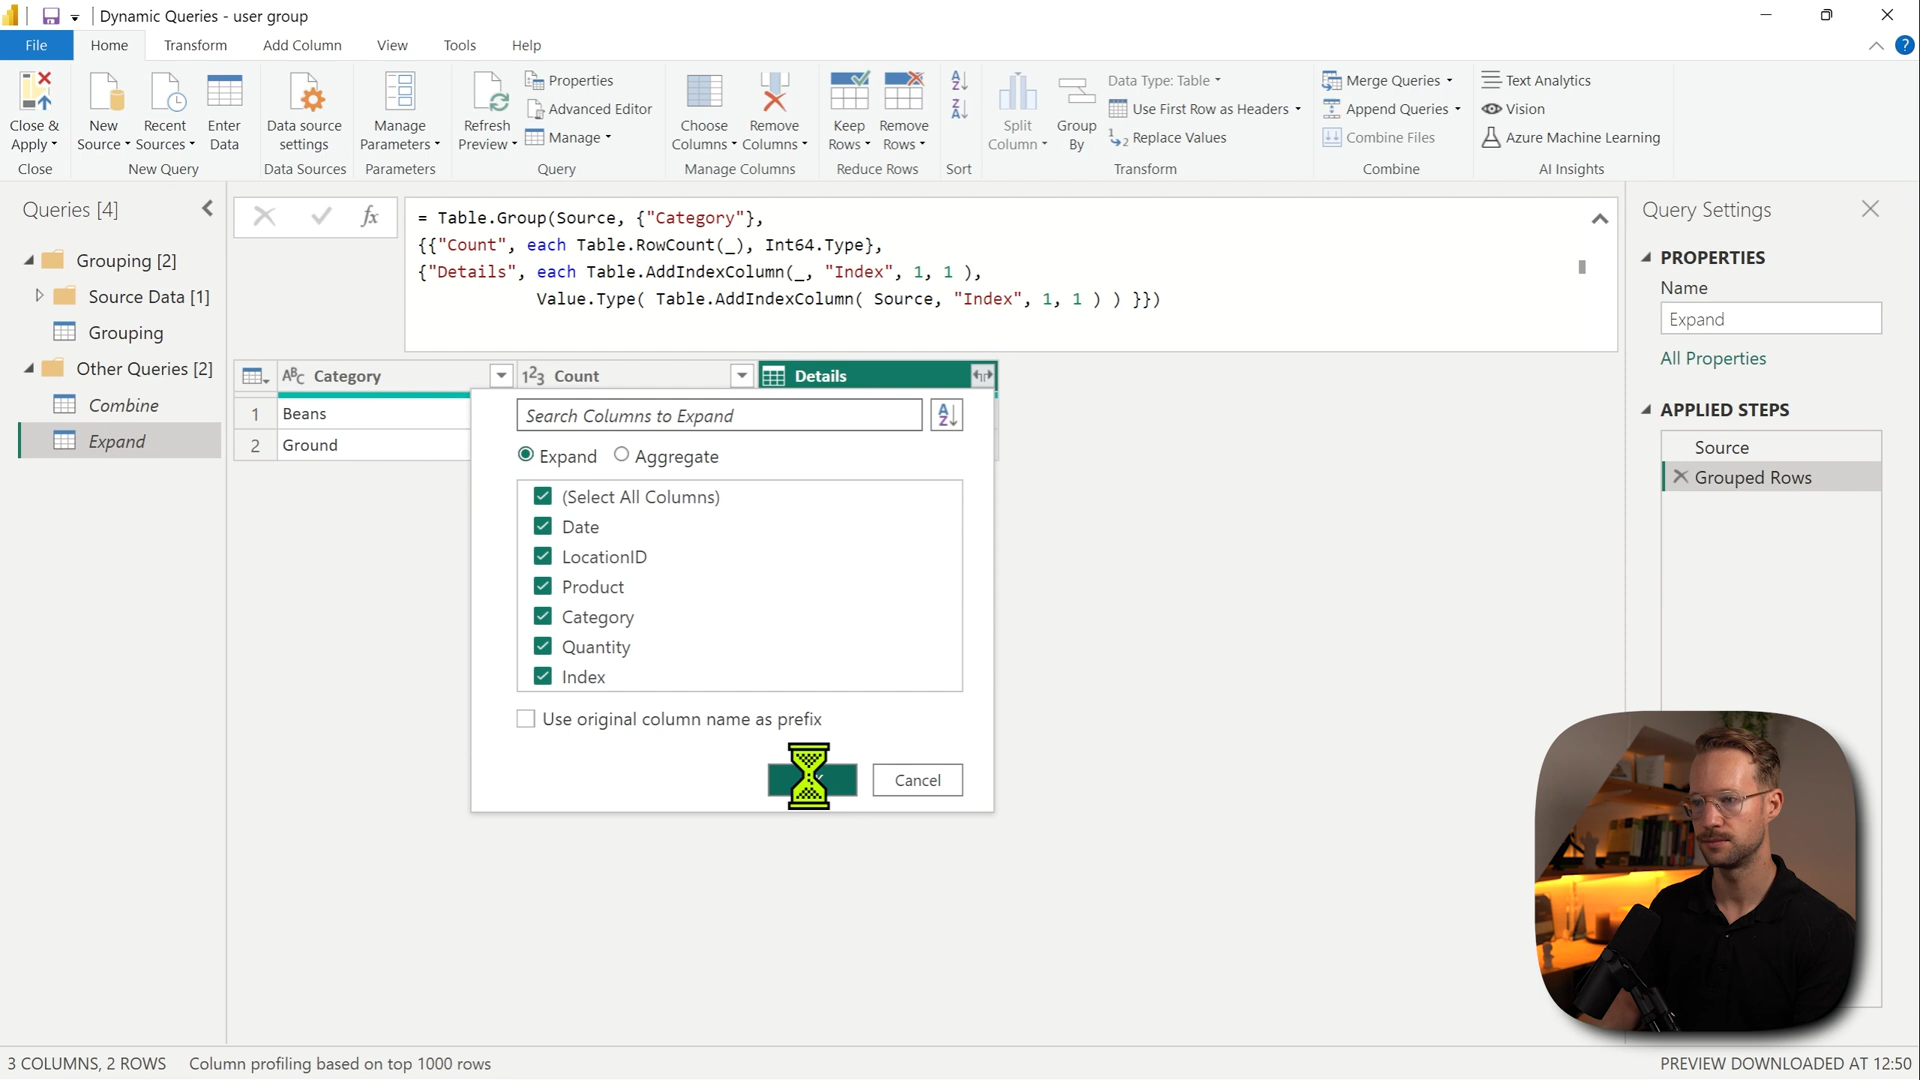 Dynamic Queries - user group
File Home Transform Add Column View Tools Help
Close & Apply
New Source
Recent Sources
Enter Data
Data source settings
Manage Parameters
Refresh Preview
Properties
Advanced Editor
Manage
Choose Columns
Remove Columns
Keep Rows
Remove Rows
Split Column
Group By
Data Type: Table
Use First Row as Headers
Replace Values
Merge Queries
Append Queries
Combine Files
Text Analytics
Vision
Azure Machine Learning
Close New Query Data Sources Parameters Query Manage Columns Reduce Rows Sort Transform Combine AI Insights
Queries [4]
Grouping [2]
Source Data [1]
Grouping
Other Queries [2]
Combine
Expand
fx
= Table.Group(Source, {"Category"},
{{"Count", each Table.RowCount(_), Int64.Type},
{"Details", each Table.AddIndexColumn(_, "Index", 1, 1 ),
Value.Type( Table.AddIndexColumn( Source, "Index", 1, 1 ) ) }})
Category Count Details
1 Beans
2 Ground
Search Columns to Expand
Expand Aggregate
(Select All Columns)
Date
LocationID
Product
Category
Quantity
Index
Use original column name as prefix
Cancel
Query Settings
PROPERTIES
Name
Expand
All Properties
APPLIED STEPS
Source
Grouped Rows
3 COLUMNS, 2 ROWS Column profiling based on top 1000 rows
PREVIEW DOWNLOADED AT 12:50